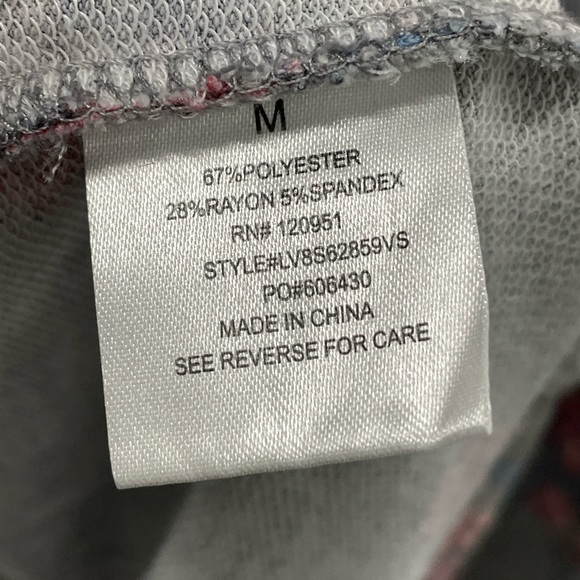 M
67%POLYESTER
28%RAYON 5%SPANDEX
RN# 120951
STYLE#LV8S62859VS
PO#606430
MADE IN CHINA
SEE REVERSE FOR CARE